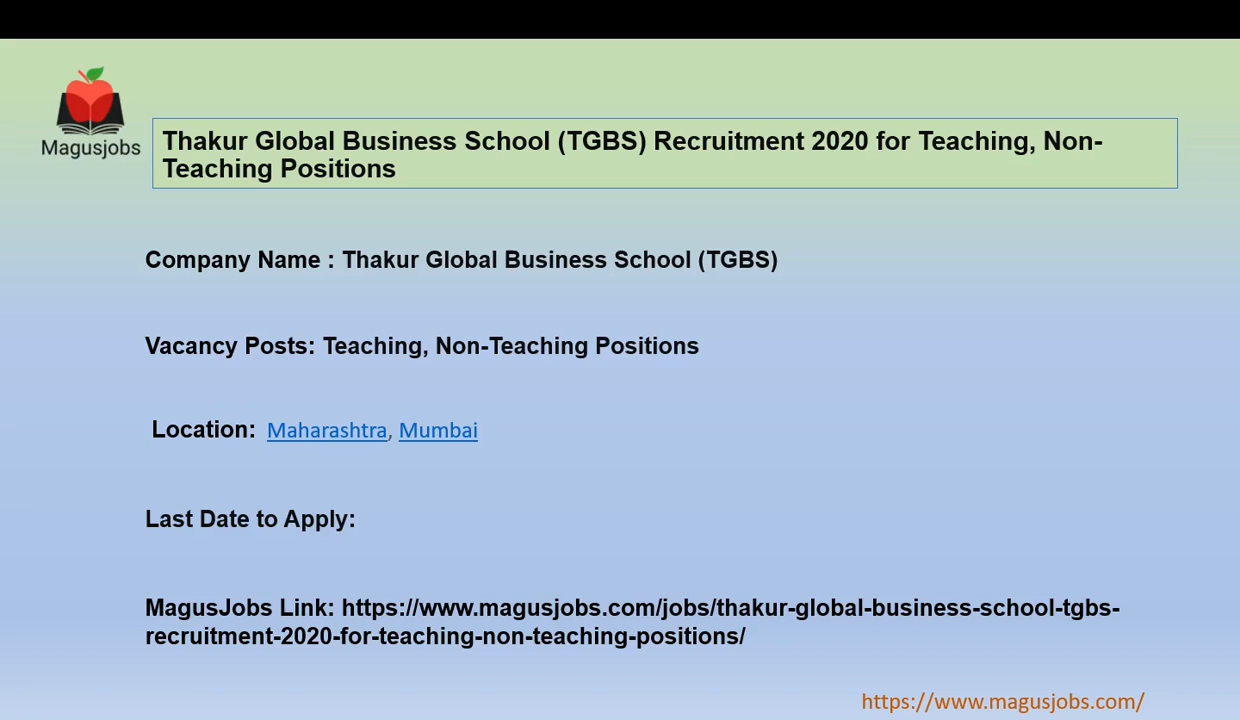 Magusjobs
Thakur Global Business School (TGBS) Recruitment 2020 for Teaching, Non-
Teaching Positions
Company Name : Thakur Global Business School (TGBS)
Vacancy Posts: Teaching, Non-Teaching Positions
Location: Maharashtra, Mumbai
Last Date to Apply:
MagusJobs Link: https://www.magusjobs.com/jobs/thakur-global-business-school-tgbs-
recruitment-2020-for-teaching-non-teaching-positions/
https://www.magusjobs.com/